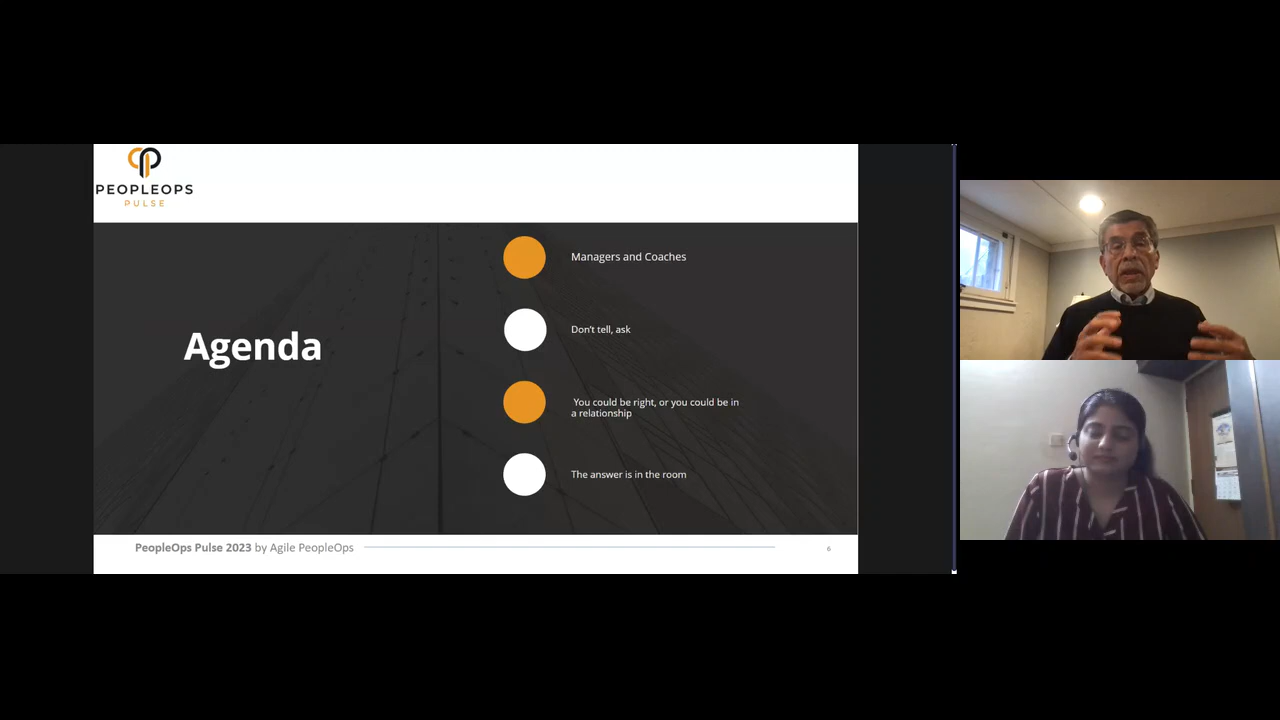 PEOPLEOPS
PULSE
Agenda
Managers and Coaches
Don't tell, ask
You could be right, or you could be in
a relationship
The answer is in the room
PeopleOps Pulse 2023 by Agile PeopleOps
6